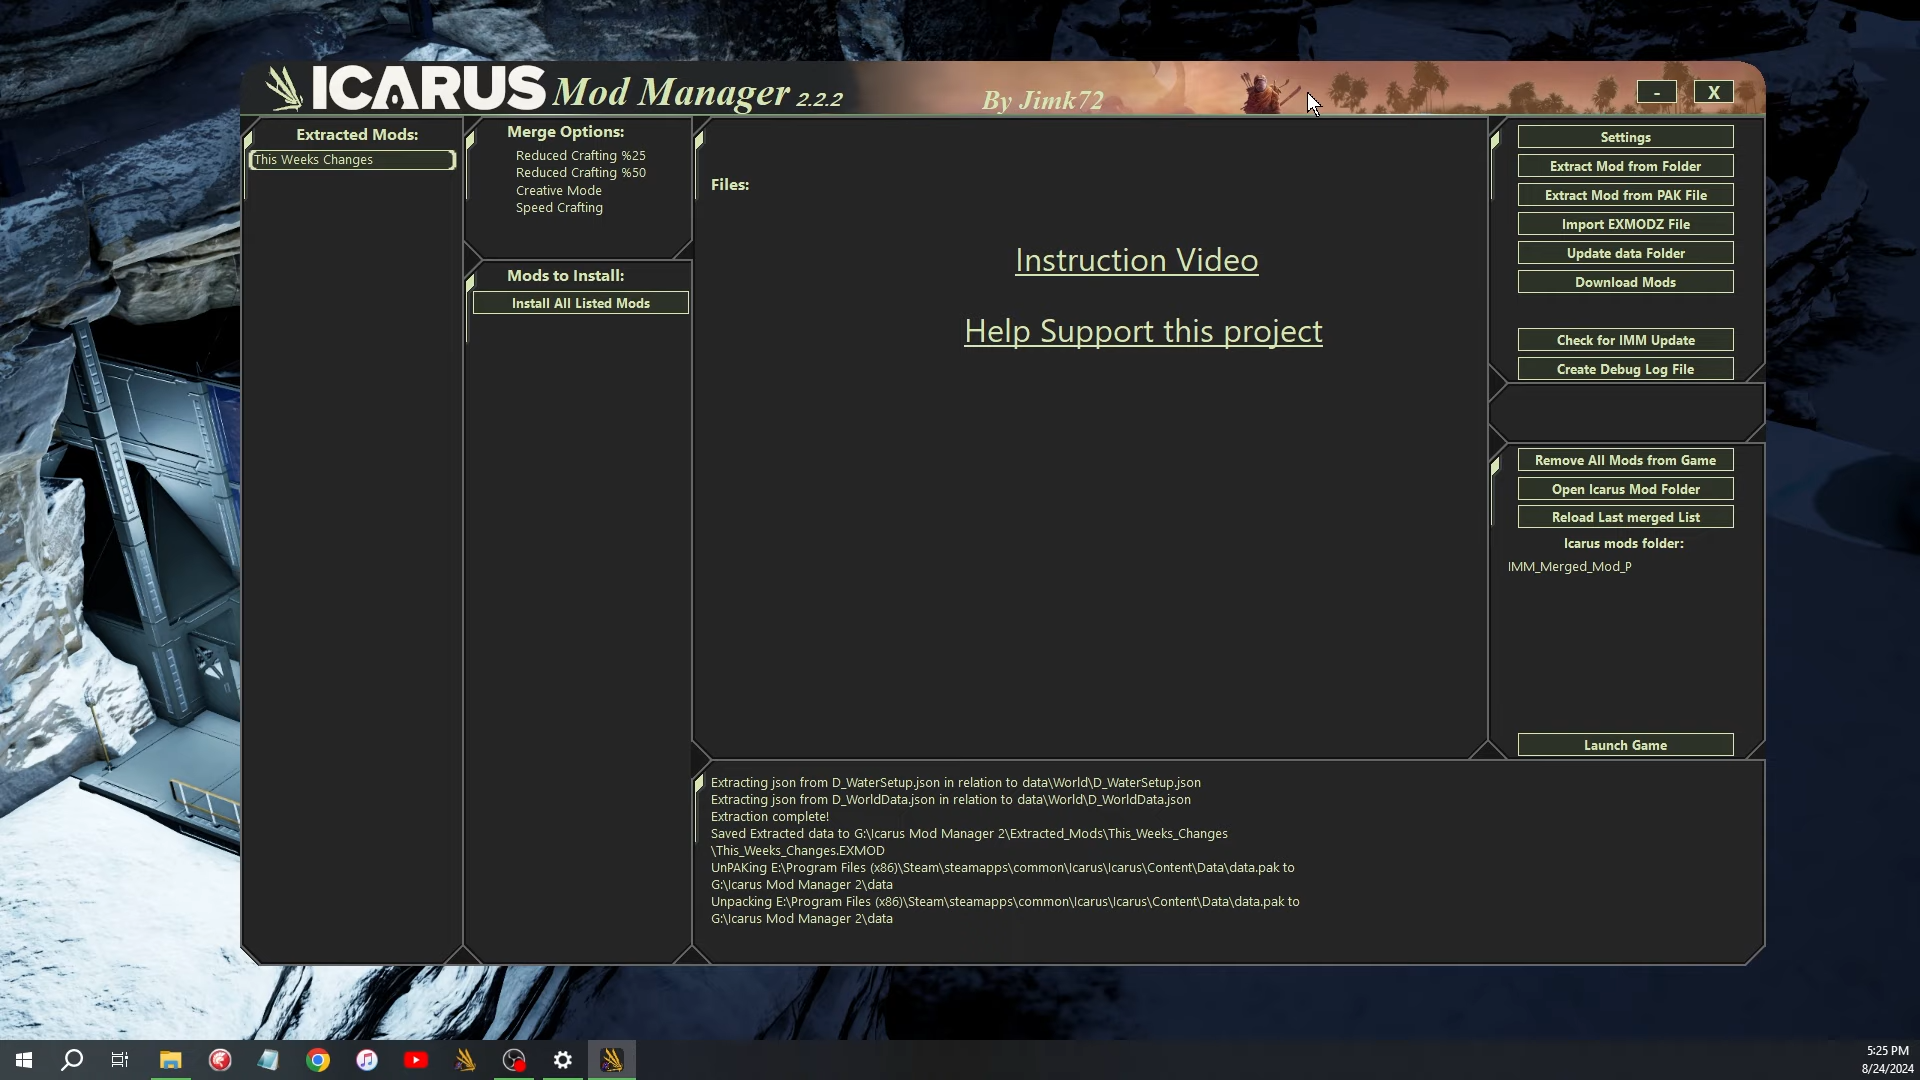 ICARUS Mod Manager 2.2.2
By Jimk72
-
X
Extracted Mods:
This Weeks Changes
Merge Options:
Reduced Crafting %25
Reduced Crafting %50
Creative Mode
Speed Crafting
Mods to Install:
Install All Listed Mods
Files:
Instruction Video
Help Support this project
Settings
Extract Mod from Folder
Extract Mod from PAK File
Import EXMODZ File
Update data Folder
Download Mods
Check for IMM Update
Create Debug Log File
Remove All Mods from Game
Open Icarus Mod Folder
Reload Last merged List
Icarus mods folder:
IMM_Merged_Mod_P
Launch Game
Extracting json from D_WaterSetup.json in relation to data\World\D_WaterSetup.json
Extracting json from D_WorldData.json in relation to data\World\D_WorldData.json
Extraction complete!
Saved Extracted data to G:\Icarus Mod Manager 2\Extracted_Mods\This_Weeks_Changes
\This_Weeks_Changes.EXMOD
UnPAKing E:\Program Files (x86)\Steam\steamapps\common\Icarus\Icarus\Content\Data\data.pak to
G:\Icarus Mod Manager 2\data
Unpacking E:\Program Files (x86)\Steam\steamapps\common\Icarus\Icarus\Content\Data\data.pak to
G:\Icarus Mod Manager 2\data
5:25 PM
8/24/2024